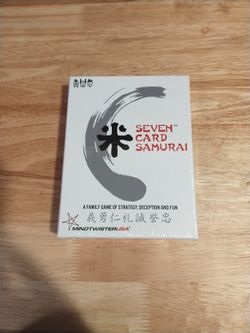 SEVEN™
米 CARD
SAMURAI
A FAMILY GAME OF STRATEGY, DECEPTION AND FUN
義勇仁礼誠誉忠
MINDTWISTERUSA